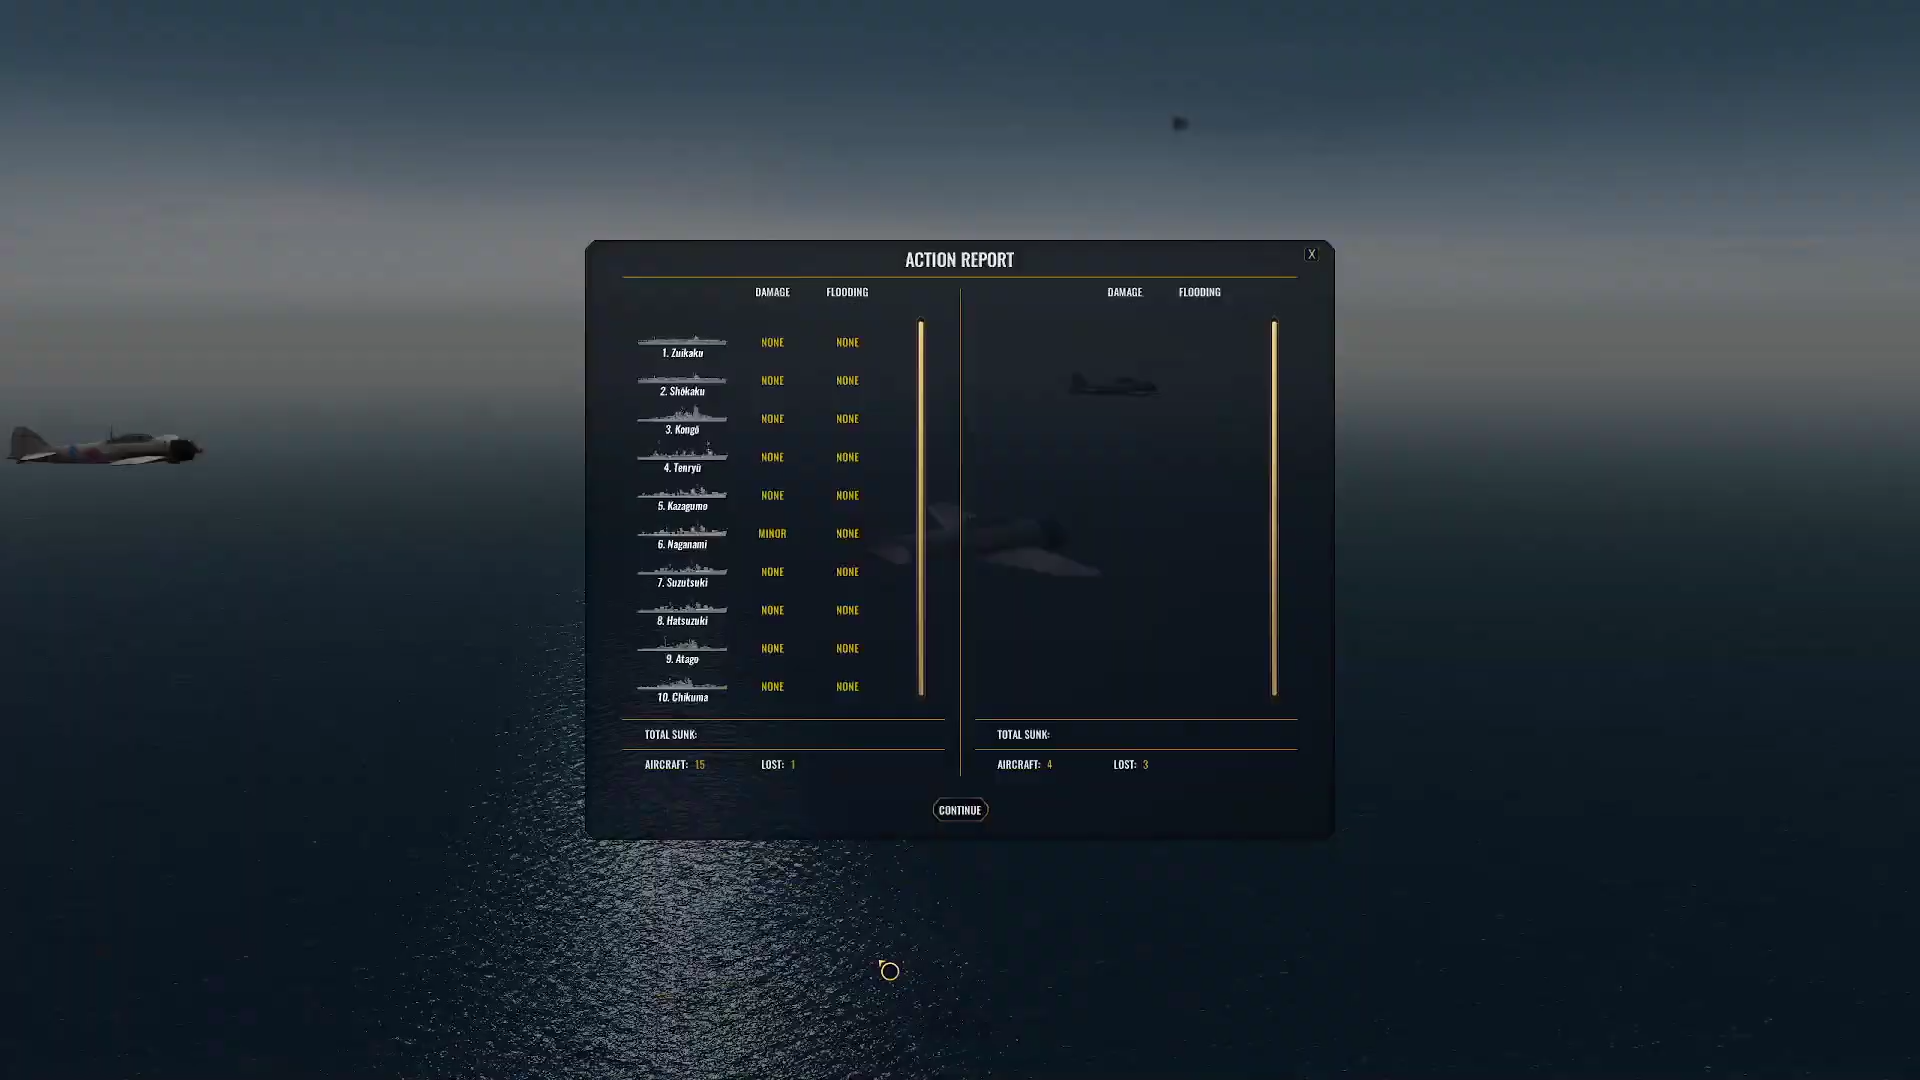 ACTION REPORT
X
DAMAGE FLOODING
DAMAGE FLOODING
NONE NONE
1. Zuikaku
NONE NONE
2. Shōkaku
NONE NONE
3. Kongō
NONE NONE
4. Tenryū
NONE NONE
5. Kazagumo
MINOR NONE
6. Naganami
NONE NONE
7. Suzutsuki
NONE NONE
8. Hatsuzuki
NONE NONE
9. Atago
NONE NONE
10. Chikuma
TOTAL SUNK:
TOTAL SUNK:
AIRCRAFT: 15 LOST: 1
AIRCRAFT: 4 LOST: 3
CONTINUE